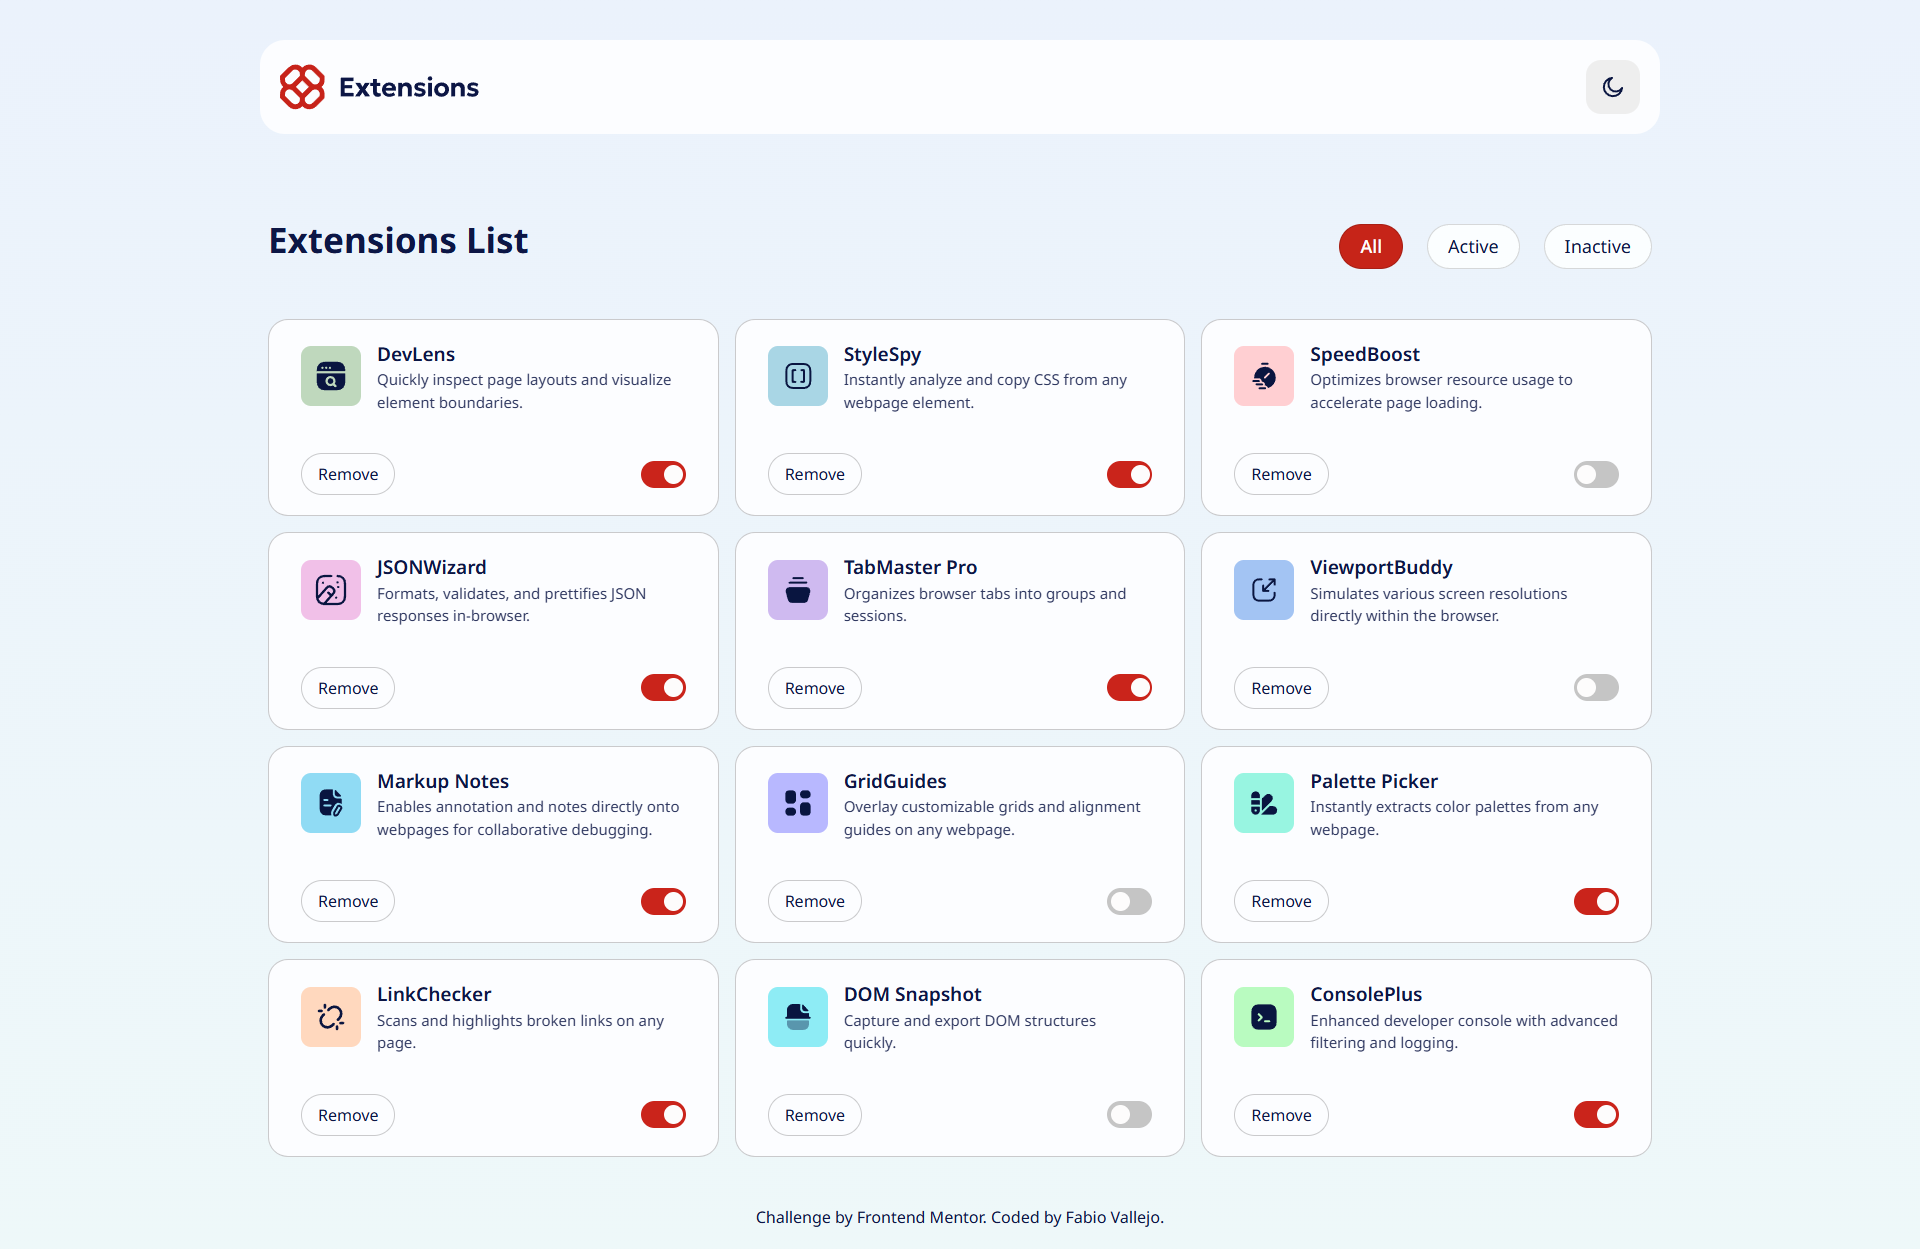 Extensions
Extensions List
All
Active
Inactive
DevLens
Quickly inspect page layouts and visualize
element boundaries.
Remove
StyleSpy
Instantly analyze and copy CSS from any
webpage element.
Remove
SpeedBoost
Optimizes browser resource usage to
accelerate page loading.
Remove
JSONWizard
Formats, validates, and prettifies JSON
responses in-browser.
Remove
TabMaster Pro
Organizes browser tabs into groups and
sessions.
Remove
ViewportBuddy
Simulates various screen resolutions
directly within the browser.
Remove
Markup Notes
Enables annotation and notes directly onto
webpages for collaborative debugging.
Remove
GridGuides
Overlay customizable grids and alignment
guides on any webpage.
Remove
Palette Picker
Instantly extracts color palettes from any
webpage.
Remove
LinkChecker
Scans and highlights broken links on any
page.
Remove
DOM Snapshot
Capture and export DOM structures
quickly.
Remove
ConsolePlus
Enhanced developer console with advanced
filtering and logging.
Remove
Challenge by Frontend Mentor. Coded by Fabio Vallejo.